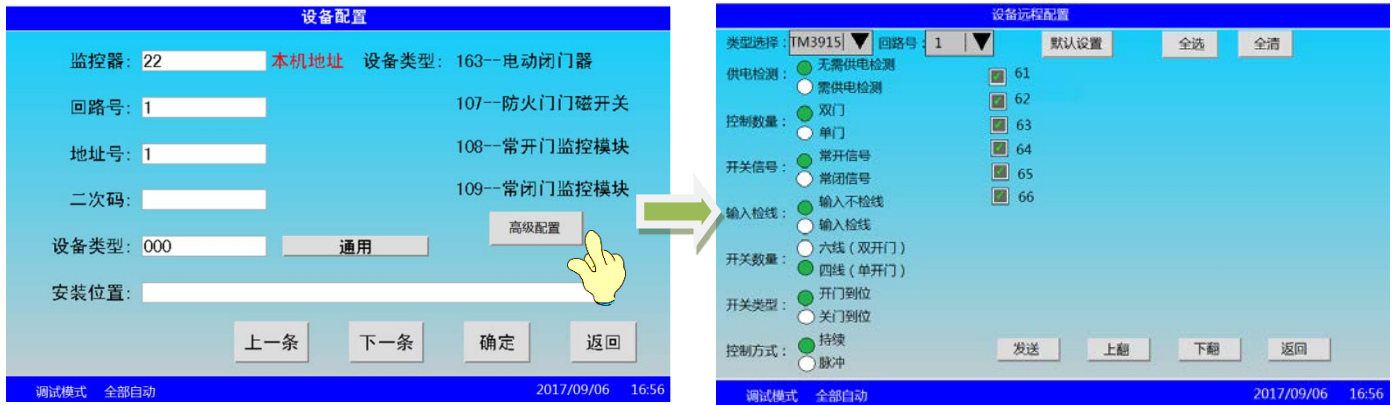 设备配置
监控器: 22 本机地址 设备类型: 163--电动闭门器
回路号: 1 107--防火门门磁开关
地址号: 1 108--常开门监控模块
二次码: 109--常闭门监控模块
高级配置
设备类型: 000 通用
安装位置:
上一条 下一条 确定 返回
调试模式 全部自动 2017/09/06 16:56
设备远程配置
类型选择: TM3915 回路号: 1 默认设置 全选 全清
供电检测: 无需供电检测
需供电检测
控制数量: 双门
单门
开关信号: 常开信号
常闭信号
输入检线: 输入不检线
输入检线
开关数量: 六线(双开门)
四线(单开门)
开关类型: 开门到位
关门到位
控制方式: 持续
脉冲
61
62
63
64
65
66
发送 上翻 下翻 返回
调试模式 全部自动 2017/09/06 16:56